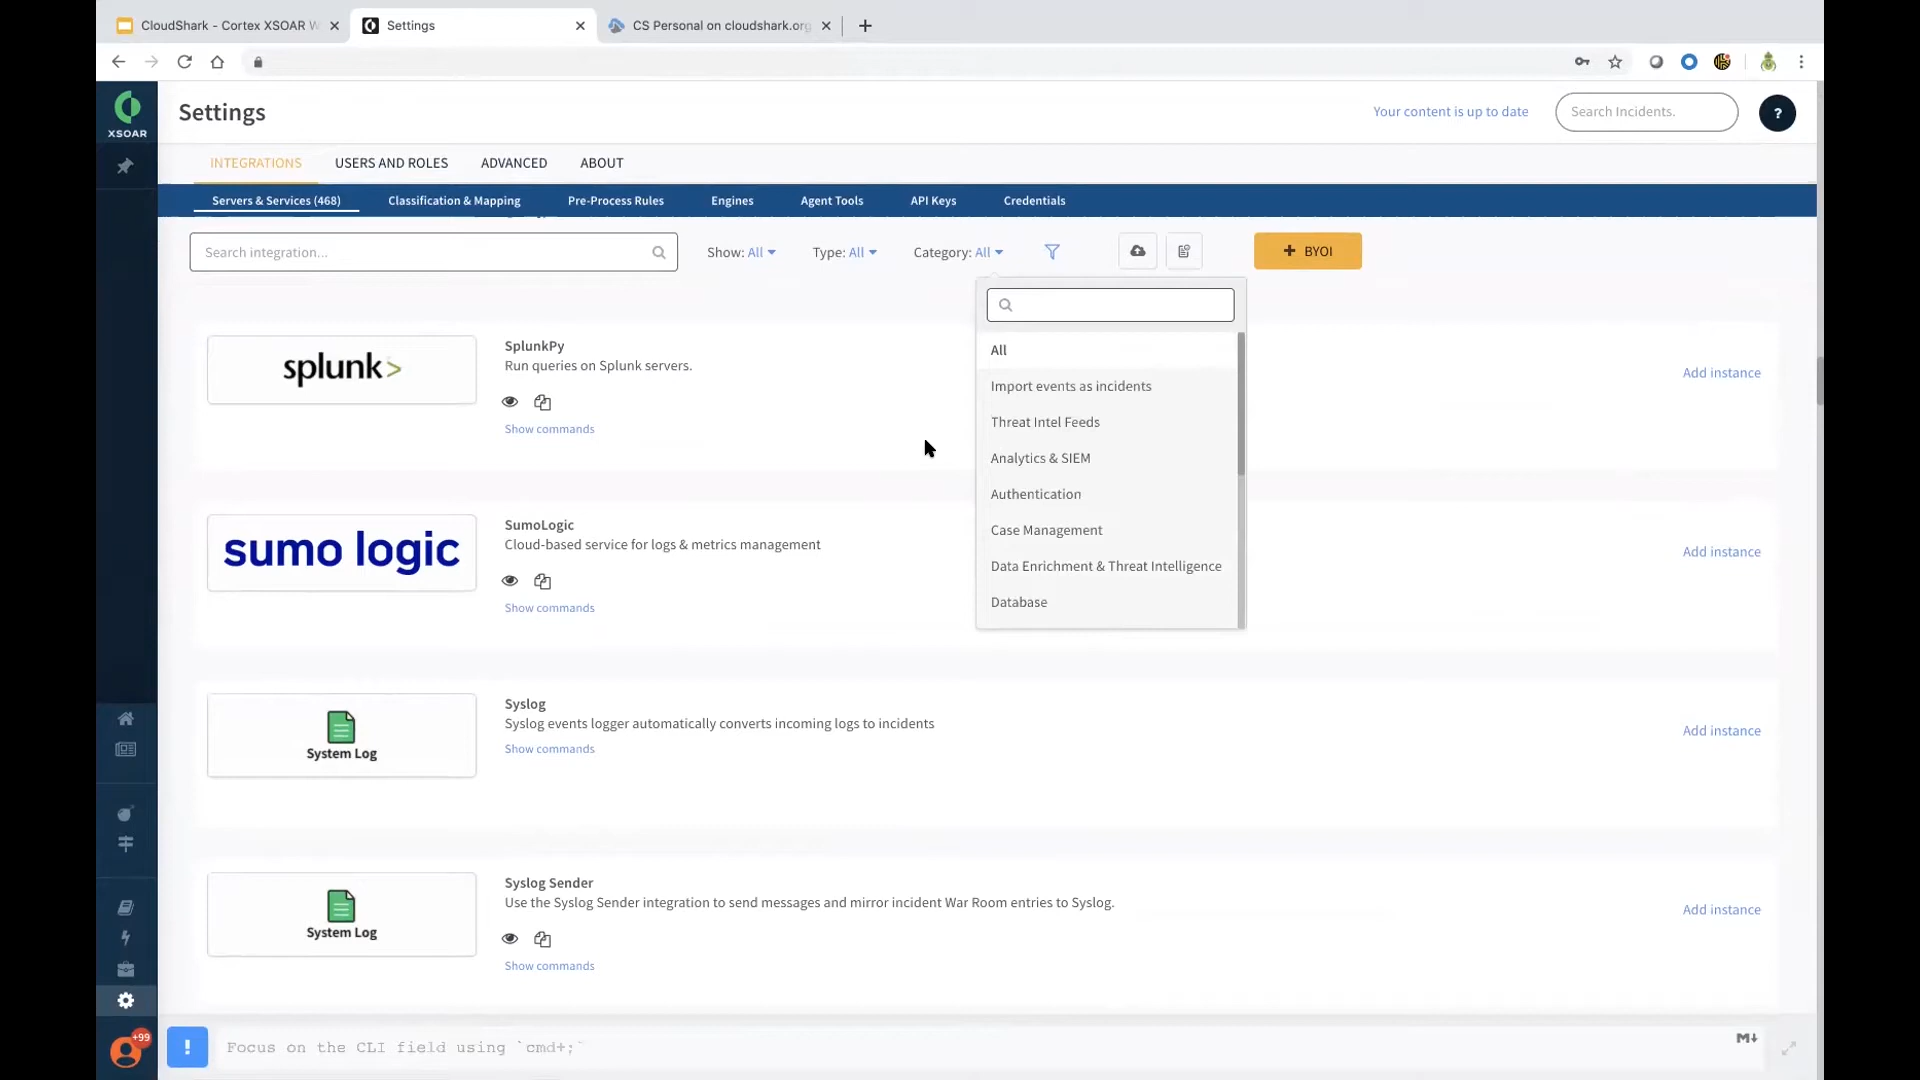 CloudShark - Cortex XSOAR W
Settings
CS Personal on cloudshark.org
XSOAR
Settings
Your content is up to date
Search Incidents.
?
INTEGRATIONS
USERS AND ROLES
ADVANCED
ABOUT
Servers & Services (468)
Classification & Mapping
Pre-Process Rules
Engines
Agent Tools
API Keys
Credentials
Search integration...
Show: All
Type: All
Category: All
+ BYOI
All
Import events as incidents
Threat Intel Feeds
Analytics & SIEM
Authentication
Case Management
Data Enrichment & Threat Intelligence
Database
splunk>
SplunkPy
Run queries on Splunk servers.
Show commands
Add instance
sumo logic
SumoLogic
Cloud-based service for logs & metrics management
Show commands
Add instance
System Log
Syslog
Syslog events logger automatically converts incoming logs to incidents
Show commands
Add instance
System Log
Syslog Sender
Use the Syslog Sender integration to send messages and mirror incident War Room entries to Syslog.
Show commands
Add instance
+99
!
Focus on the CLI field using `cmd+;`
M